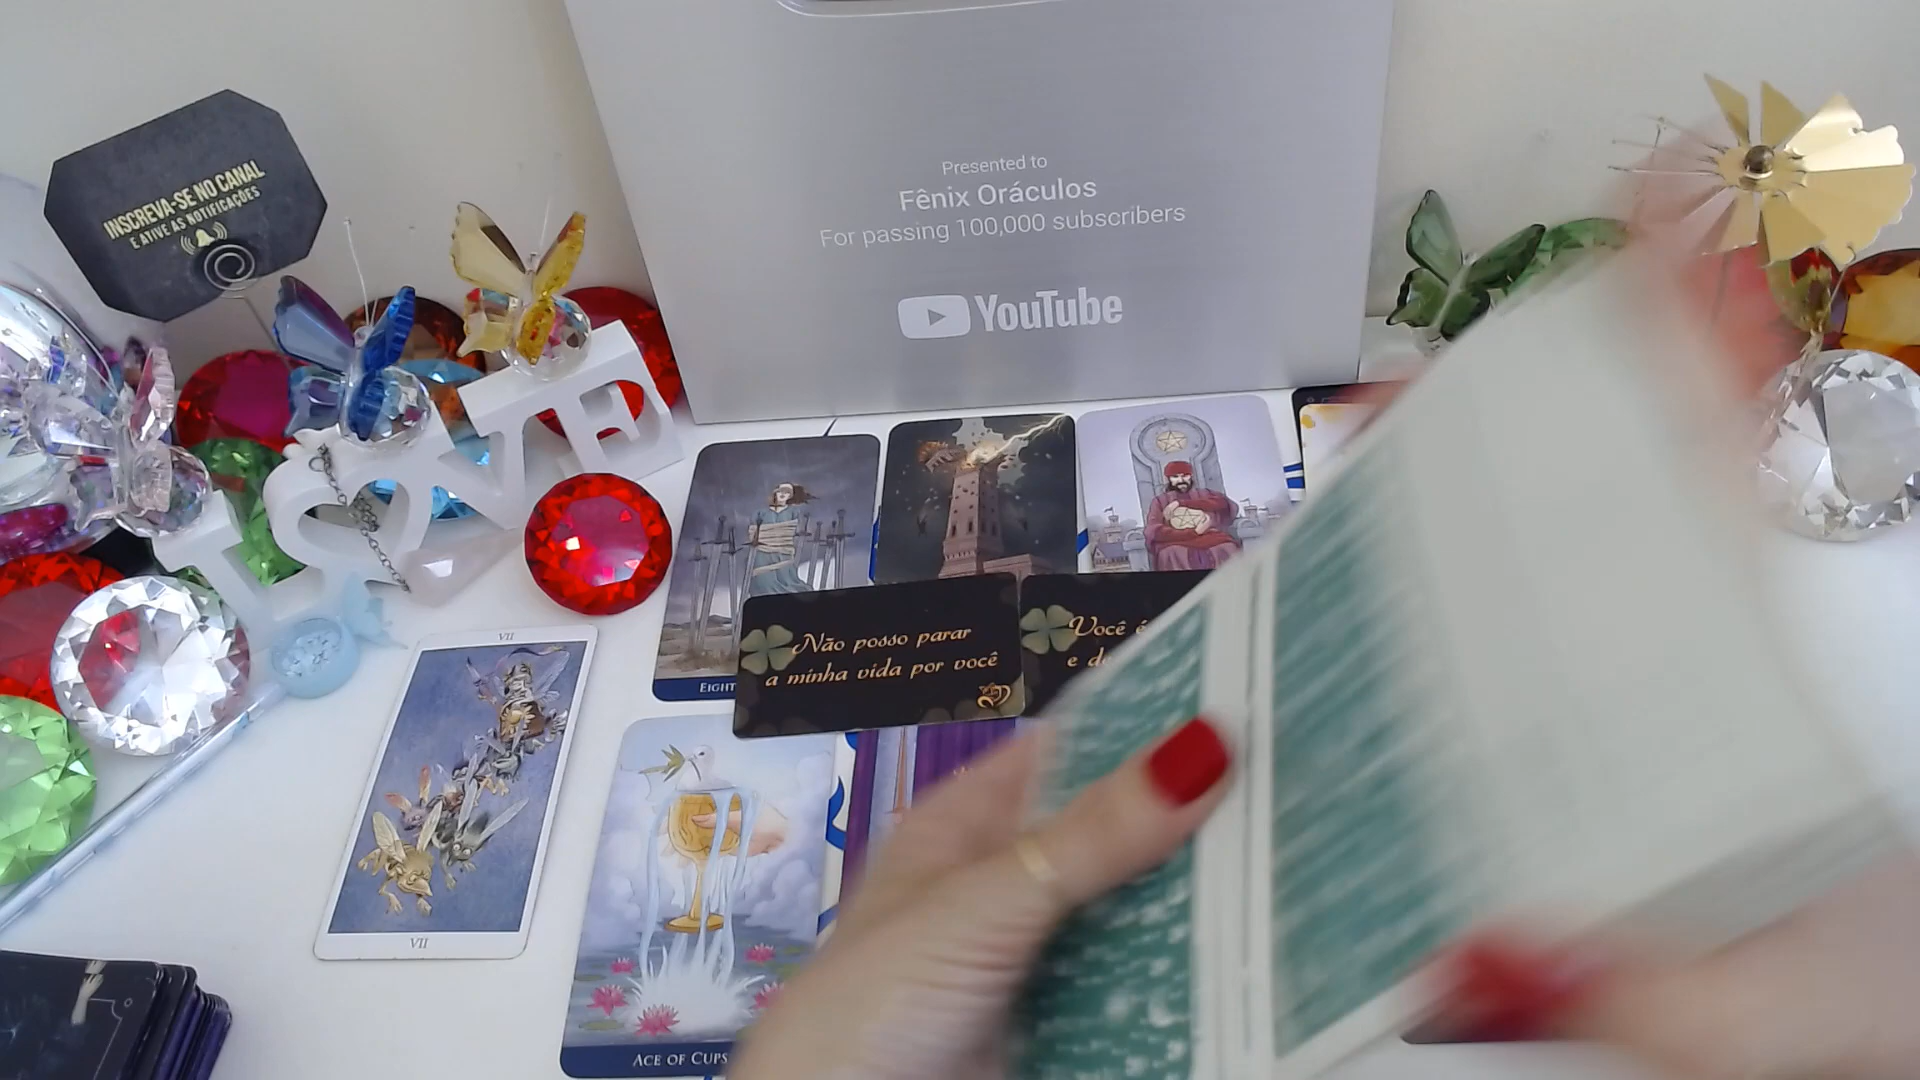 INSCREVA-SE NO CANAL
E ATIVE AS NOTIFICAÇÕES
Presented to
Fênix Oráculos
For passing 100,000 subscribers
YouTube
Não posso parar
a minha vida por você
Você é
e
EIGHT
VII
VII
ACE OF CUPS